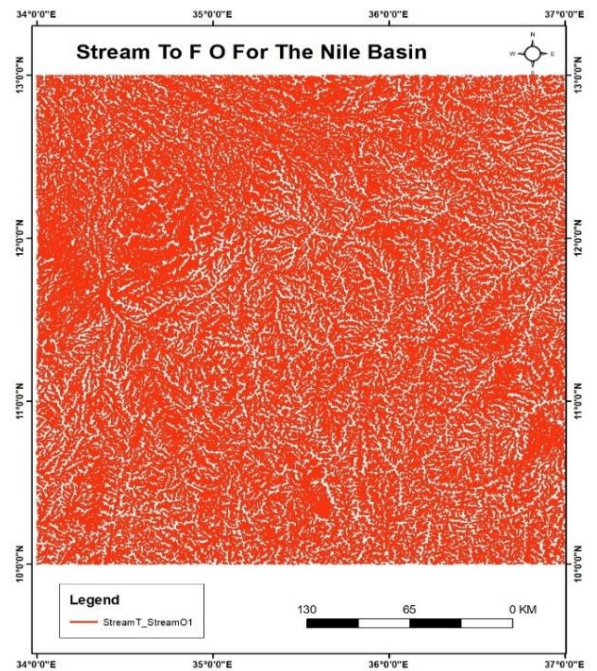 34°0'0"E 35°0'0"E 36°0'0"E 37°0'0"E
Stream To F O For The Nile Basin
N
W E
S
13°0'0"N 13°0'0"N
12°0'0"N 12°0'0"N
11°0'0"N 11°0'0"N
10°0'0"N 10°0'0"N
Legend
StreamT_StreamO1
130 65 0 KM
34°0'0"E 35°0'0"E 36°0'0"E 37°0'0"E